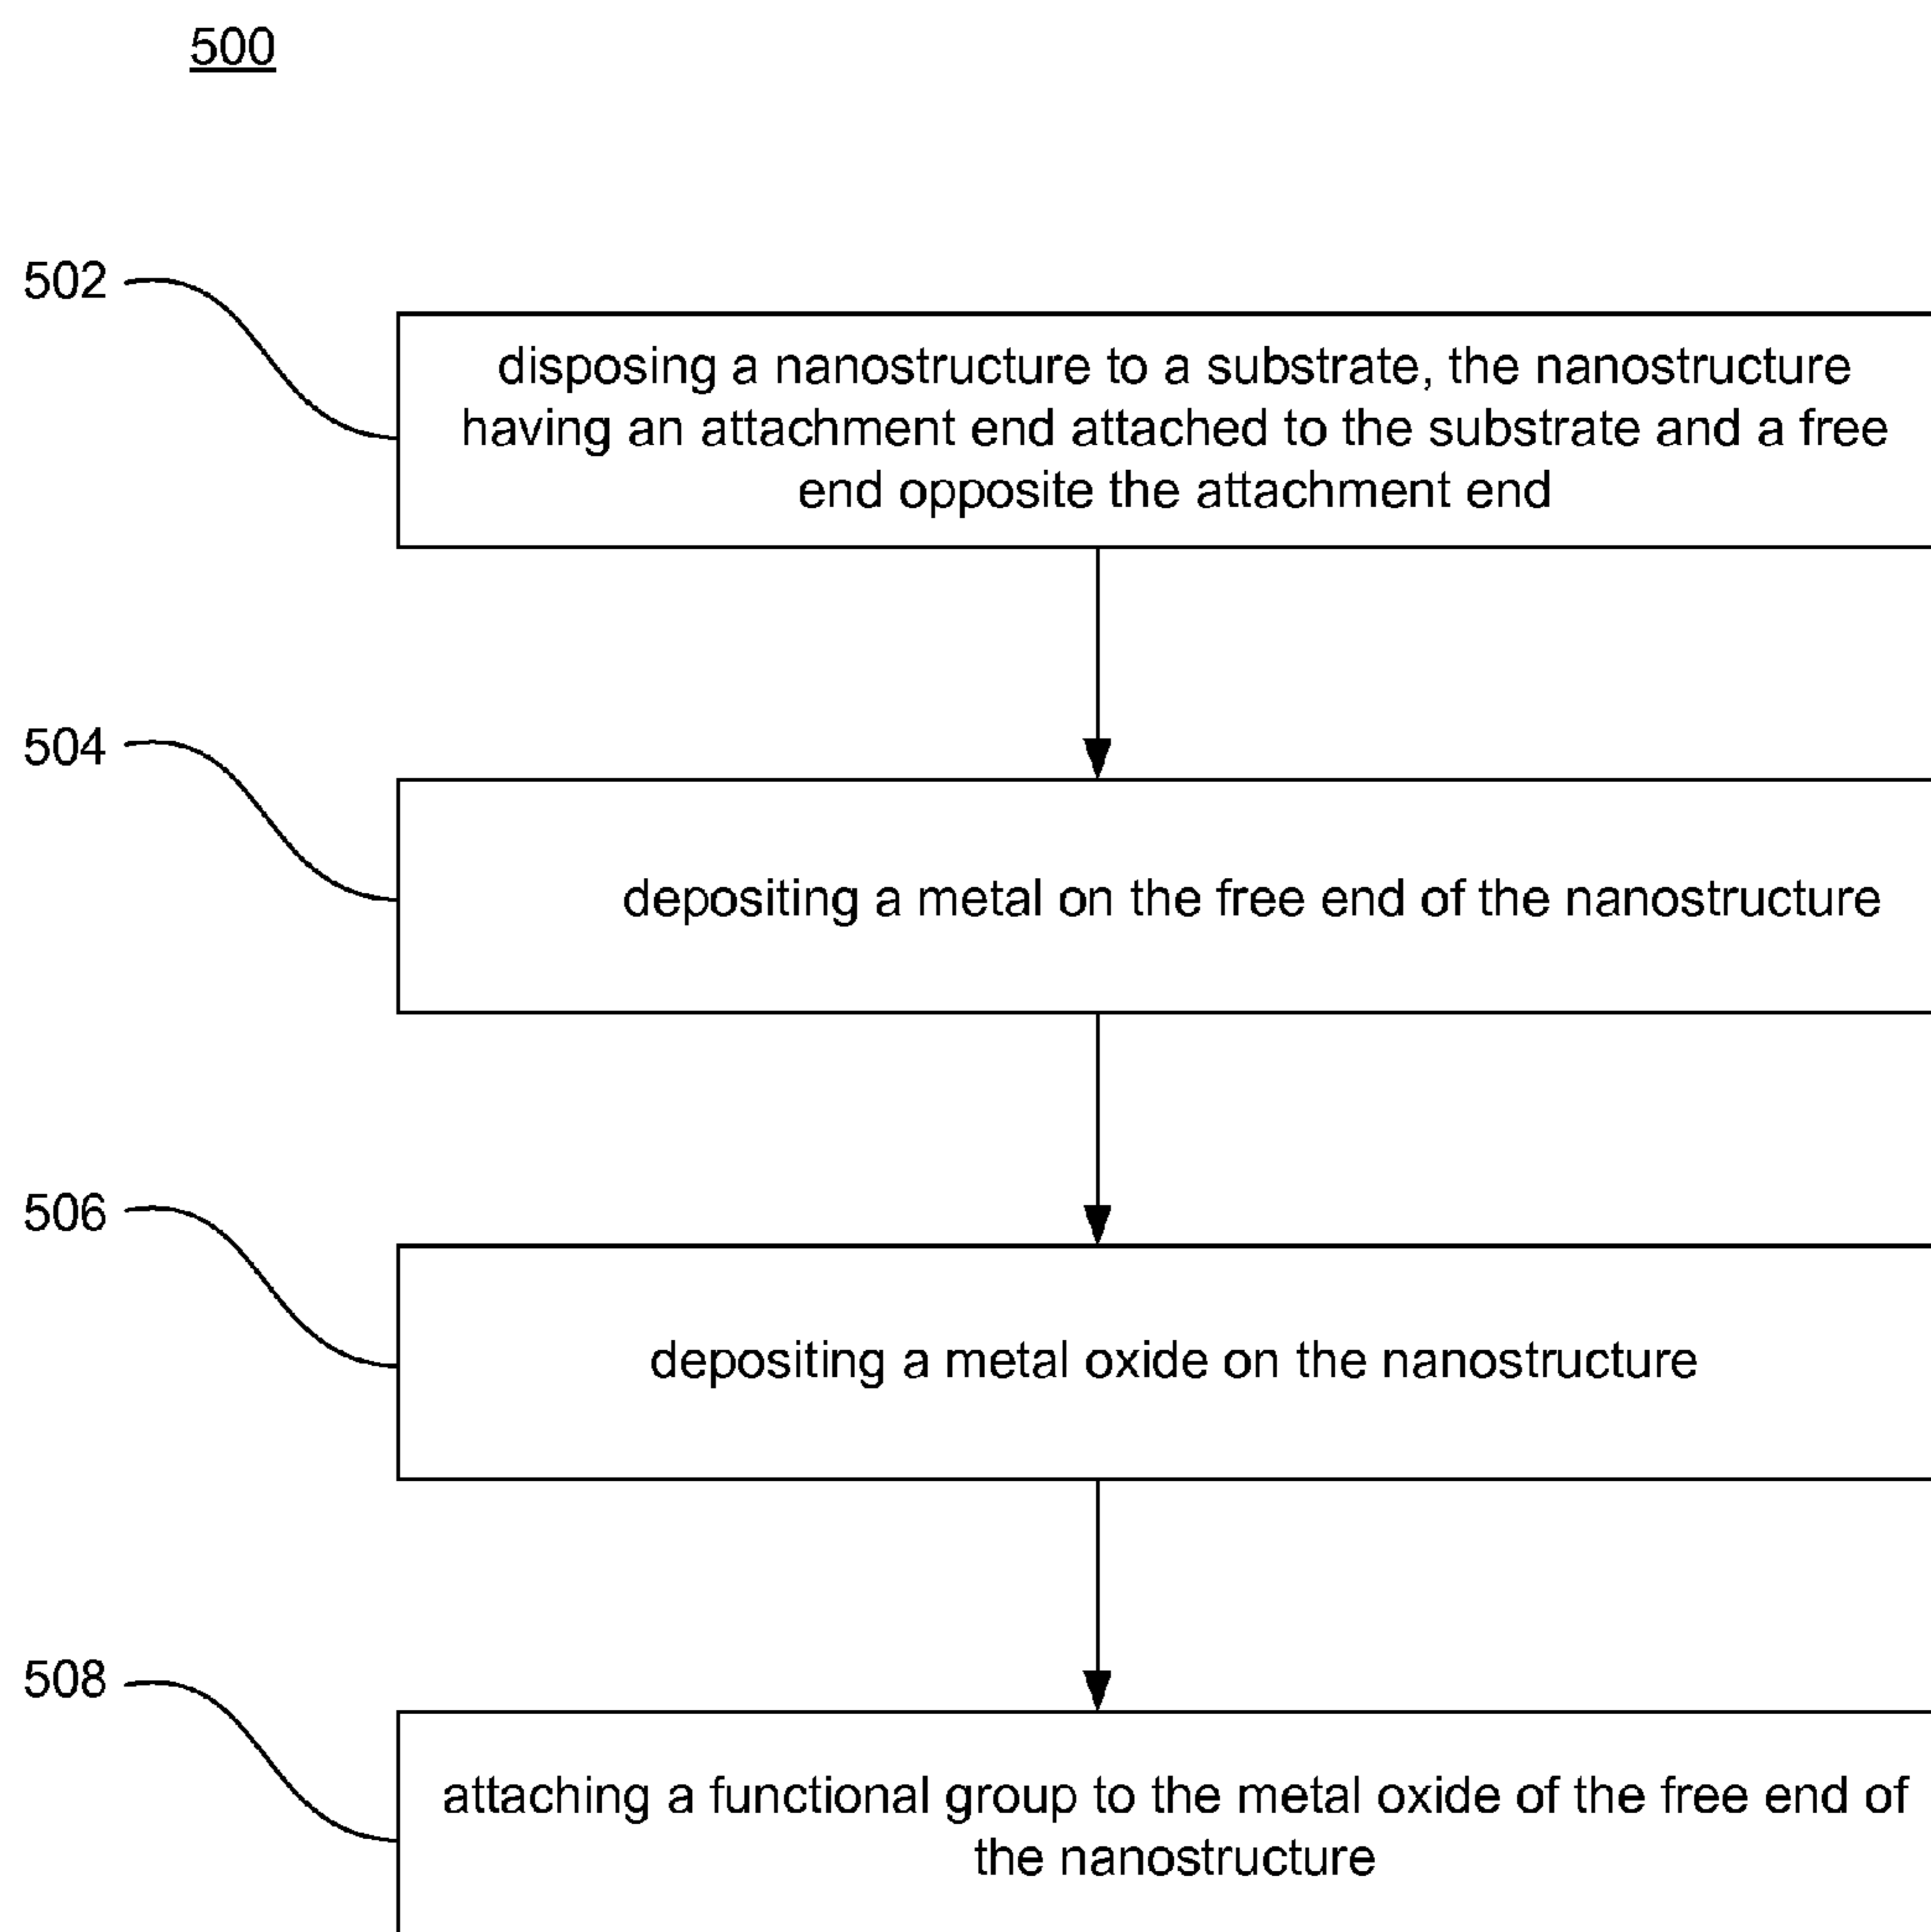 500
502
disposing a nanostructure to a substrate, the nanostructure
having an attachment end attached to the substrate and a free
end opposite the attachment end
504
depositing a metal on the free end of the nanostructure
506
depositing a metal oxide on the nanostructure
508
attaching a functional group to the metal oxide of the free end of
the nanostructure